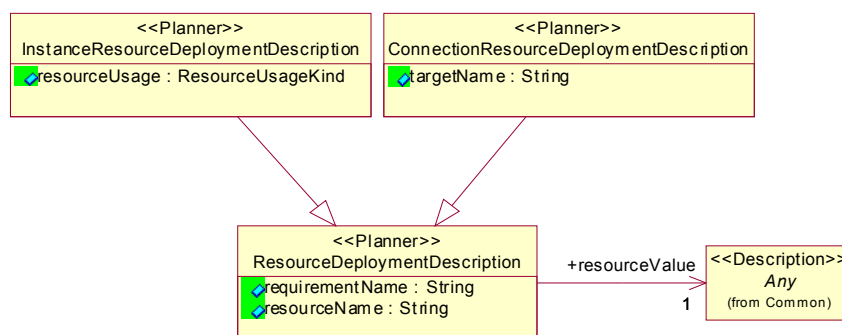 <<Planner>>
InstanceResourceDeploymentDescription
resourceUsage : ResourceUsageKind
<<Planner>>
ConnectionResourceDeploymentDescription
targetName : String
<<Planner>>
ResourceDeploymentDescription
requirementName : String
resourceName : String
+resourceValue
1
<<Description>>
Any
(from Common)